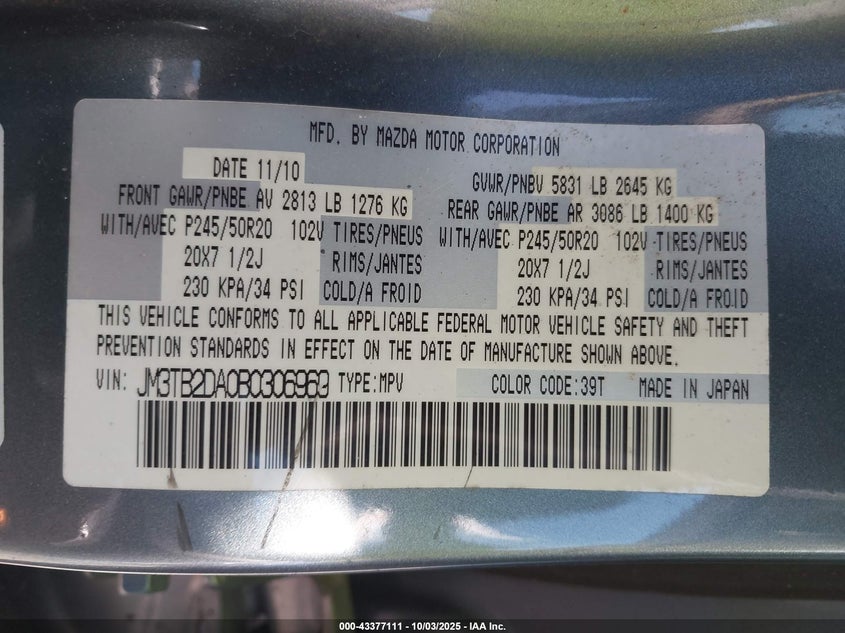 MFD. BY MAZDA MOTOR CORPORATION
DATE 11/10 GVWR/PNBV 5831 LB 2645 KG
FRONT GAWR/PNBE AV 2813 LB 1276 KG REAR GAWR/PNBE AR 3086 LB 1400 KG
WITH/AVEC P245/50R20 102V TIRES/PNEUS WITH/AVEC P245/50R20 102V TIRES/PNEUS
20X7 1/2J RIMS/JANTES 20X7 1/2J RIMS/JANTES
230 KPA/34 PSI COLD/A FROID 230 KPA/34 PSI COLD/A FROID
THIS VEHICLE CONFORMS TO ALL APPLICABLE FEDERAL MOTOR VEHICLE SAFETY AND THEFT
PREVENTION STANDARDS IN EFFECT ON THE DATE OF MANUFACTURE SHOWN ABOVE.
VIN: TYPE:MPV COLOR CODE:39T MADE IN JAPAN
000-43377111 - 10/03/2025 - IAA Inc.